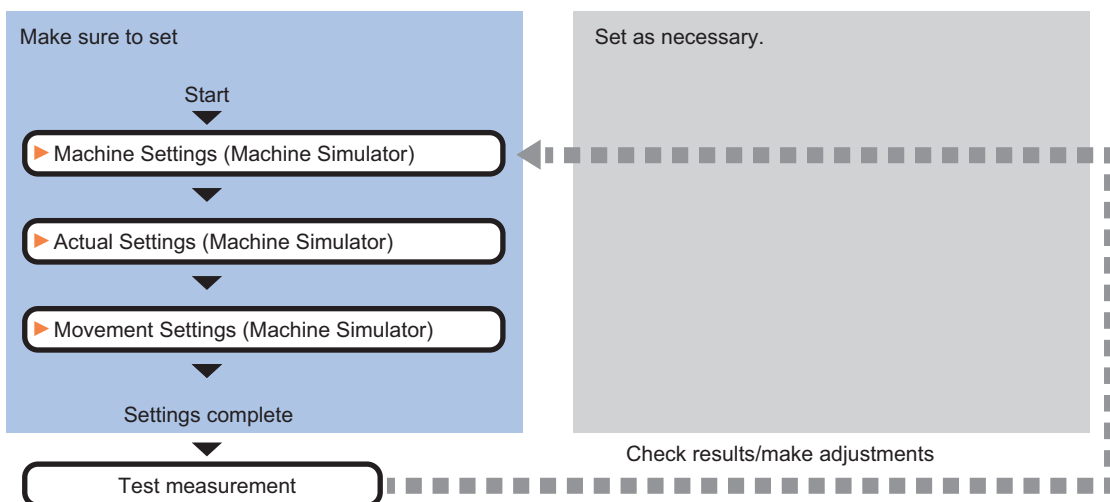 Make sure to set
Set as necessary.
Start
Machine Settings (Machine Simulator)
Actual Settings (Machine Simulator)
Movement Settings (Machine Simulator)
Settings complete
Check results/make adjustments
Test measurement